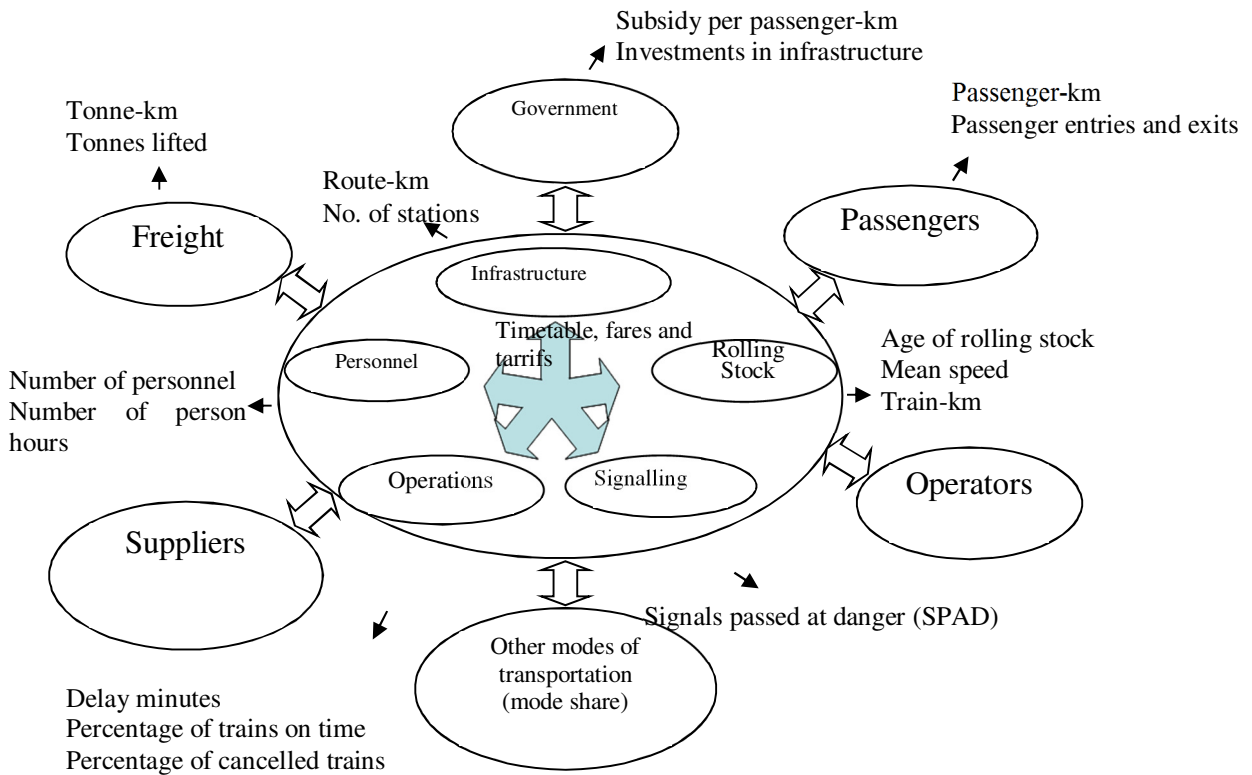 Subsidy per passenger-km
Investments in infrastructure
Government
Tonne-km
Tonnes lifted
Passenger-km
Passenger entries and exits
Route-km
No. of stations
Freight
Passengers
Infrastructure
Timetable, fares and
tarrifs
Personnel
Rolling
Stock
Age of rolling stock
Mean speed
Train-km
Number of personnel
Number of person
hours
Operations
Signalling
Operators
Suppliers
Signals passed at danger (SPAD)
Other modes of
transportation
(mode share)
Delay minutes
Percentage of trains on time
Percentage of cancelled trains